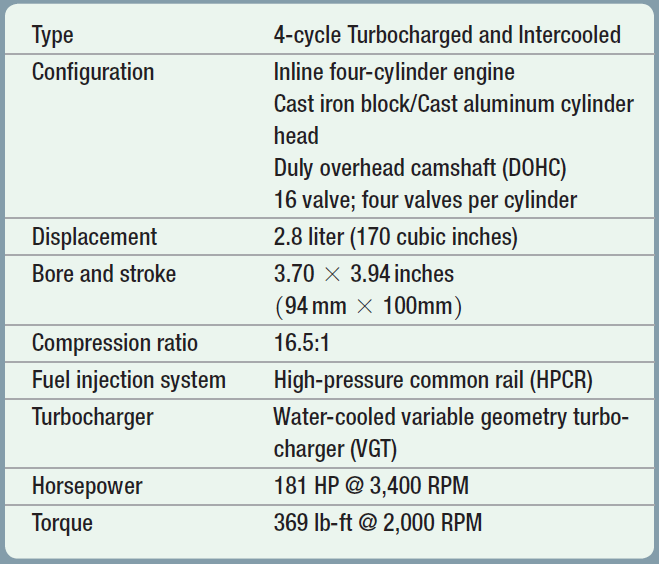 Type 4-cycle Turbocharged and Intercooled
Configuration Inline four-cylinder engine
Cast iron block/Cast aluminum cylinder
head
Duly overhead camshaft (DOHC)
16 valve; four valves per cylinder
Displacement 2.8 liter (170 cubic inches)
Bore and stroke 3.70 × 3.94 inches
(94 mm × 100mm)
Compression ratio 16.5:1
Fuel injection system High-pressure common rail (HPCR)
Turbocharger Water-cooled variable geometry turbo-
charger (VGT)
Horsepower 181 HP @ 3,400 RPM
Torque 369 lb-ft @ 2,000 RPM